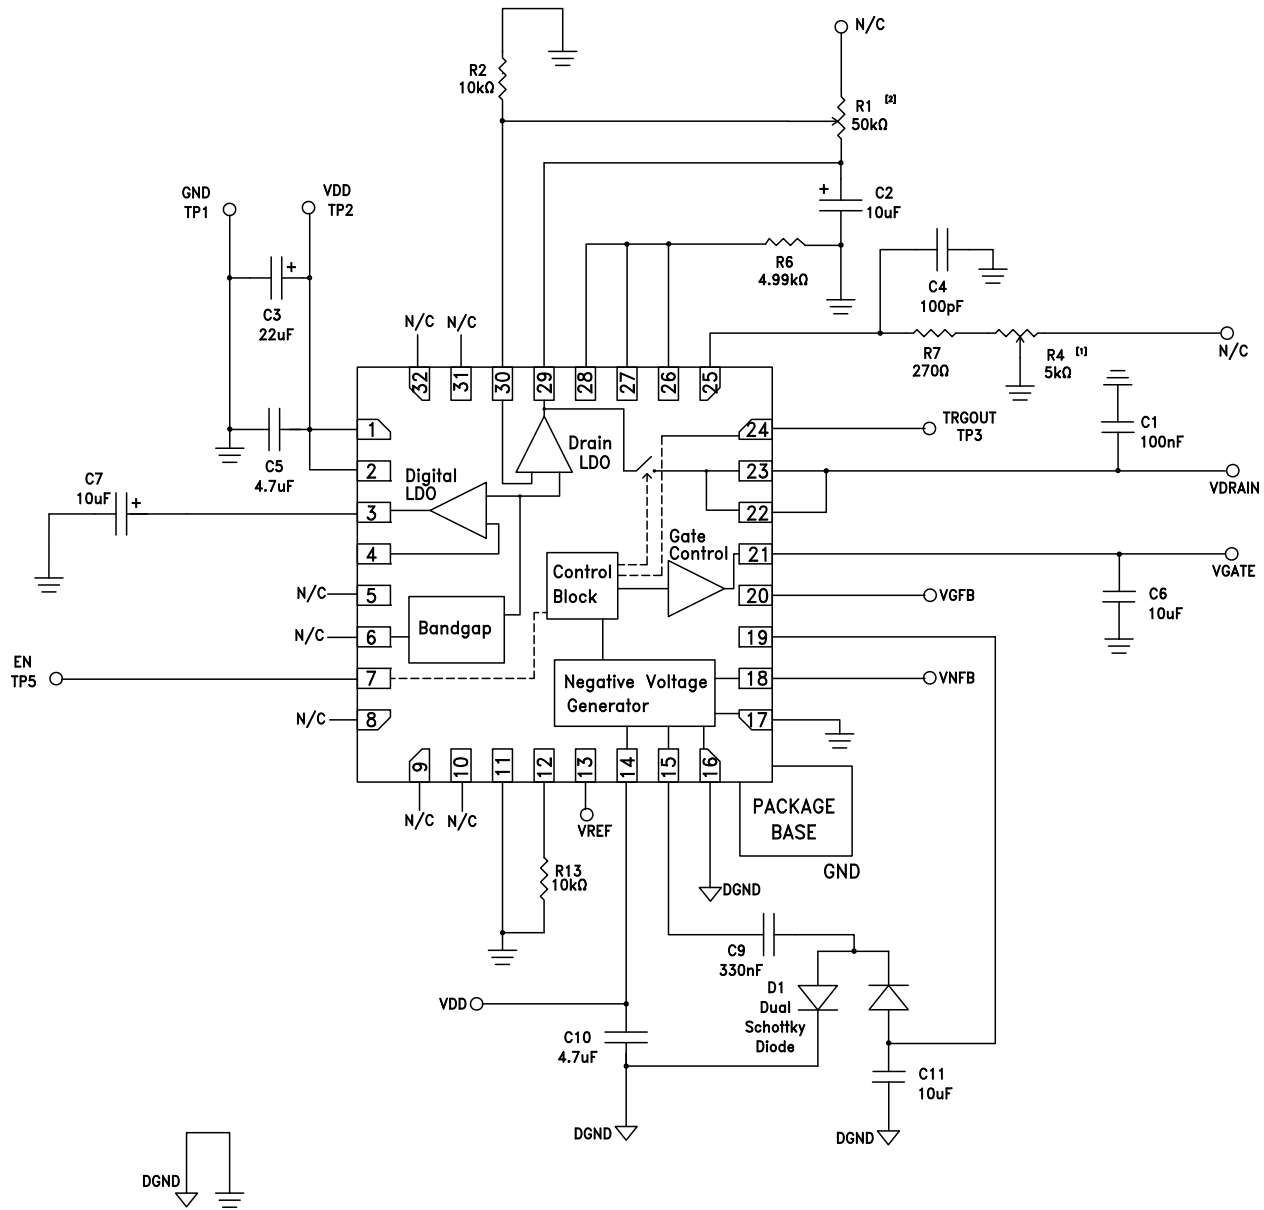 N/C
R2
10kΩ
R1 [2]
50kΩ
GND
TP1
VDD
TP2
C2
10uF
+
R6
4.99kΩ
C4
100pF
C3
22uF
+
N/C
N/C
R7
270Ω
R4 [1]
5kΩ
N/C
32
31
30
29
28
27
26
25
C1
100nF
TRGOUT
TP3
1
24
Drain
LDO
C5
4.7uF
2
Digital
LDO
23
VDRAIN
C7
10uF
+
3
22
4
Gate
Control
21
VGATE
Control
Block
N/C
5
20
VGFB
C6
10uF
N/C
6
Bandgap
19
EN
TP5
7
Negative Voltage
Generator
18
VNFB
N/C
8
17
9
10
11
12
13
14
15
16
N/C
N/C
VREF
PACKAGE
BASE
GND
R13
10kΩ
DGND
C9
330nF
VDD
D1
Dual
Schottky
Diode
C10
4.7uF
C11
10uF
DGND
DGND
DGND